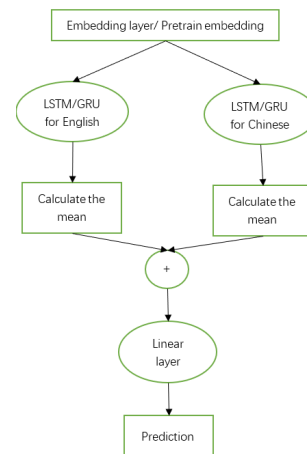 Embedding layer/ Pretrain embedding
LSTM/GRU
for English
LSTM/GRU
for Chinese
Calculate the
mean
Calculate the
mean
+
Linear
layer
Prediction